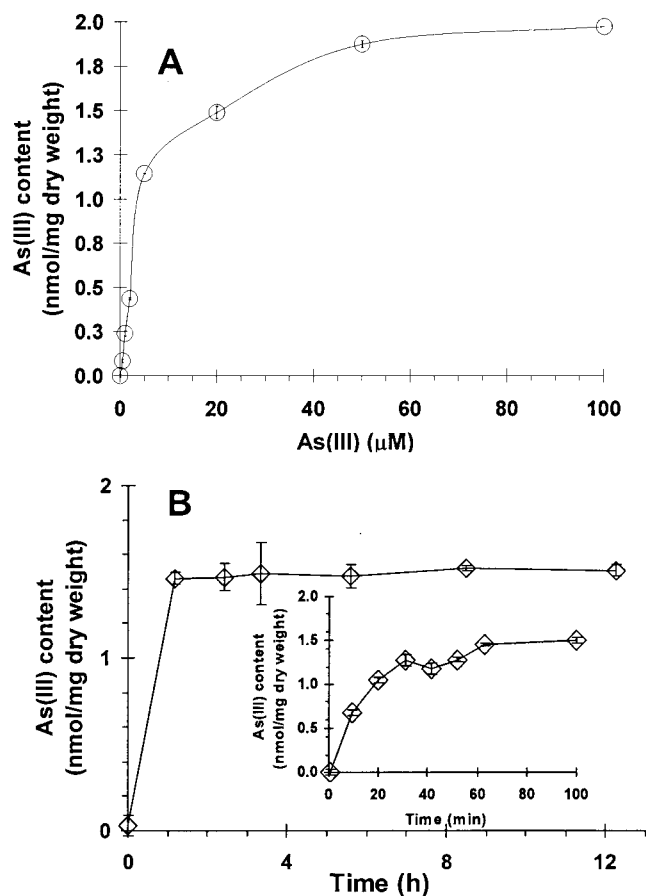 A
As(III) content
(nmol/mg dry weight)
2.0
1.8
1.5
1.3
1.0
0.8
0.5
0.3
0.0
0 20 40 60 80 100
As(III) (μM)
B
As(III) content
(nmol/mg dry weight)
2
1
0
As(III) content
(nmol/mg dry weight)
2.0
1.5
1.0
0.5
0.0
0 20 40 60 80 100
Time (min)
0 4 8 12
Time (h)